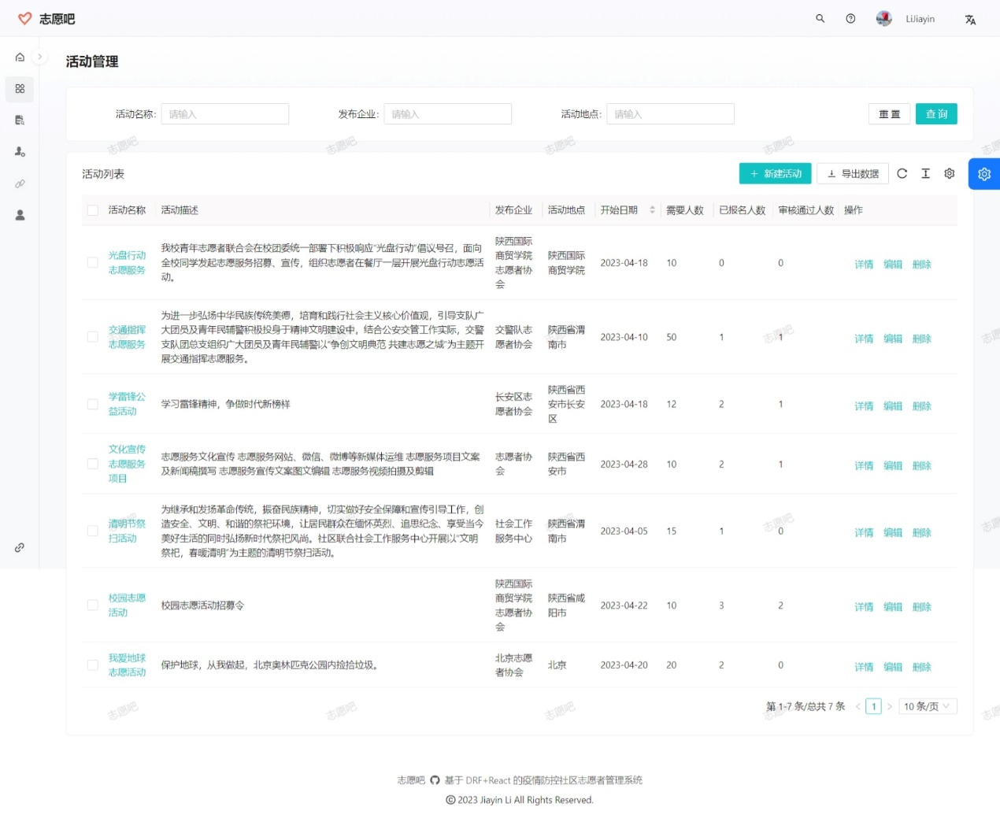 志愿吧
LiJiayin
活动管理
活动名称: 请输入 发布企业: 请输入 活动地点: 请输入 重 置 查 询
活动列表 + 新建活动 导出数据
活动名称 活动描述 发布企业 活动地点 开始日期 需要人数 已报名人数 审核通过人数 操作
光盘行动
志愿服务
我校青年志愿者联合会在校团委统一部署下积极响应“光盘行动”倡议号召，面向
全校同学发起志愿服务招募、宣传，组织志愿者在餐厅一层开展光盘行动志愿活
动。
陕西国际
商贸学院
志愿者协
会
陕西国际
商贸学院
2023-04-18 10 0 0 详情 编辑 删除
交通指挥
志愿服务
为进一步弘扬中华民族传统美德，培育和践行社会主义核心价值观，引导支队广
大团员及青年民辅警积极投身于精神文明建设中，结合公安交管工作实际，交警
支队团总支组织广大团员及青年民辅警以“争创文明典范 共建志愿之城”为主题开
展交通指挥志愿服务。
交警队志
愿者协会
陕西省渭
南市
2023-04-10 50 1 1 详情 编辑 删除
学雷锋公
益活动
学习雷锋精神，争做时代新榜样
长安区志
愿者协会
陕西省西
安市长安
区
2023-04-18 12 2 1 详情 编辑 删除
文化宣传
志愿服务
项目
志愿服务文化宣传 志愿服务网站、微信、微博等新媒体运维 志愿服务项目文案
及新闻稿撰写 志愿服务宣传文案图文编辑 志愿服务视频拍摄及剪辑
志愿者协
会
陕西省西
安市
2023-04-28 10 2 1 详情 编辑 删除
清明节祭
扫活动
为继承和发扬革命传统，振奋民族精神，切实做好安全保障和宣传引导工作，创
造安全、文明、和谐的祭祀环境，让居民群众在缅怀英烈、追思纪念、享受当今
美好生活的同时弘扬新时代祭祀风尚。社区联合社会工作服务中心开展以“文明
祭祀，春暖清明”为主题的清明节祭扫活动。
社会工作
服务中心
陕西省渭
南市
2023-04-05 15 1 0 详情 编辑 删除
校园志愿
活动
校园志愿活动招募令
陕西国际
商贸学院
志愿者协
会
陕西省咸
阳市
2023-04-22 10 3 2 详情 编辑 删除
我爱地球
志愿活动
保护地球，从我做起，北京奥林匹克公园内捡拾垃圾。
北京志愿
者协会
北京
2023-04-20 20 2 0 详情 编辑 删除
第 1-7 条/总共 7 条 < 1 > 10 条/页
志愿吧 基于 DRF+React 的疫情防控社区志愿者管理系统
© 2023 Jiayin Li All Rights Reserved.